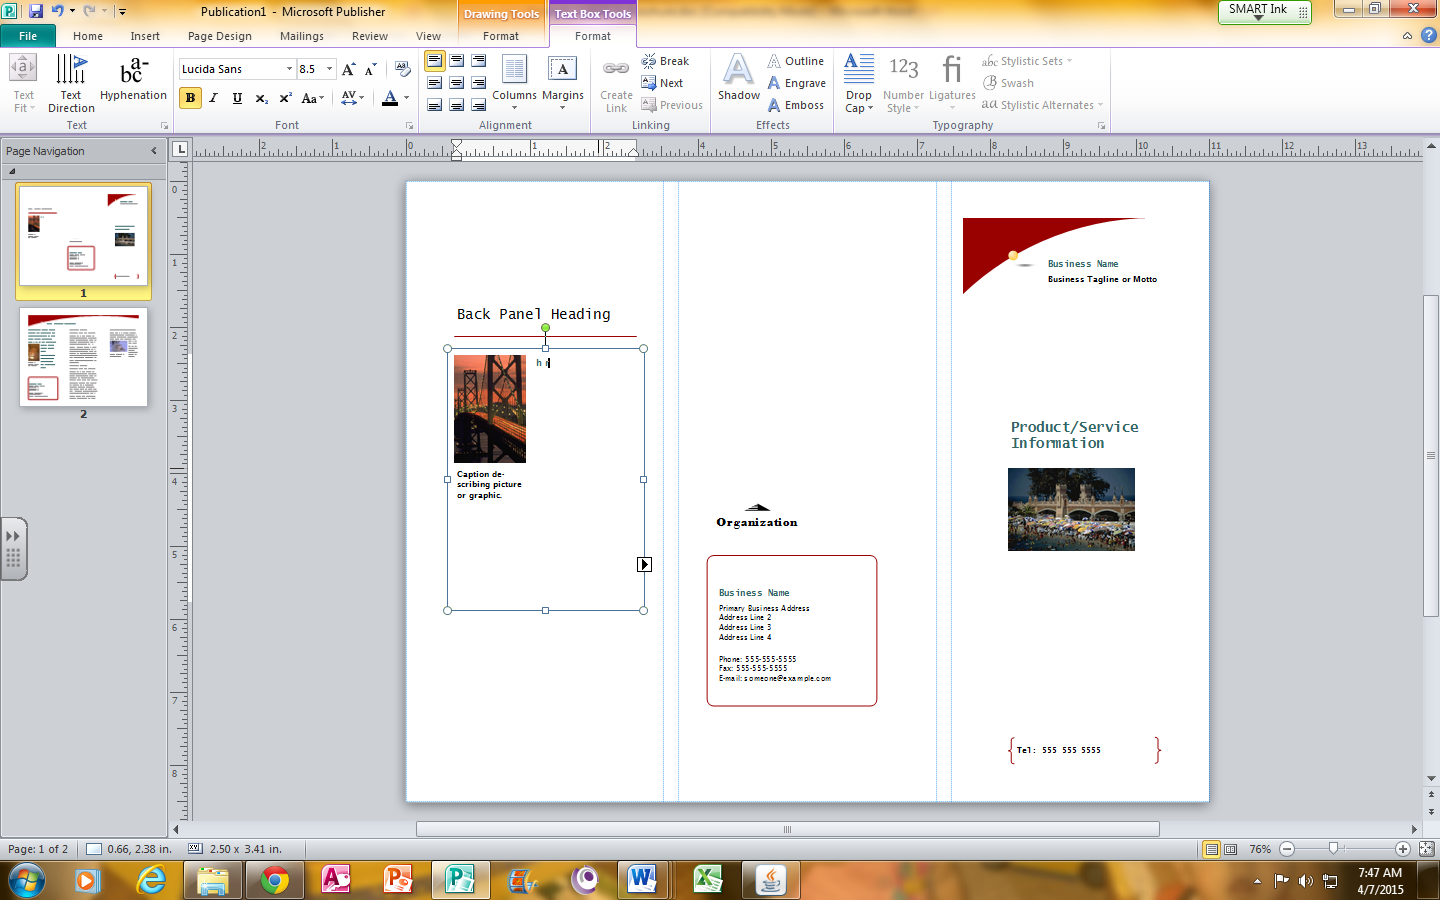 Publication1 - Microsoft Publisher
Drawing Tools
Text Box Tools
SMART Ink
File
Home
Insert
Page Design
Mailings
Review
View
Format
Format
Text Fit
Text Direction
Hyphenation
Text
Lucida Sans
8.5
B
I
U
Aa
AV
A
Font
Columns
Margins
Alignment
Create Link
Break
Next
Previous
Linking
Shadow
Outline
Engrave
Emboss
Effects
Drop Cap
Number Style
Ligatures
Stylistic Sets
Swash
Stylistic Alternates
Typography
Page Navigation
1
2
Back Panel Heading
Caption de-
scribing picture
or graphic.
Organization
Business Name
Primary Business Address
Address Line 2
Address Line 3
Address Line 4
Phone: 555-555-5555
Fax: 555-555-5555
E-mail: someone@example.com
Business Name
Business Tagline or Motto
Product/Service
Information
Tel: 555 555 5555
Page: 1 of 2
0.66, 2.38 in.
2.50 x 3.41 in.
76%
7:47 AM
4/7/2015